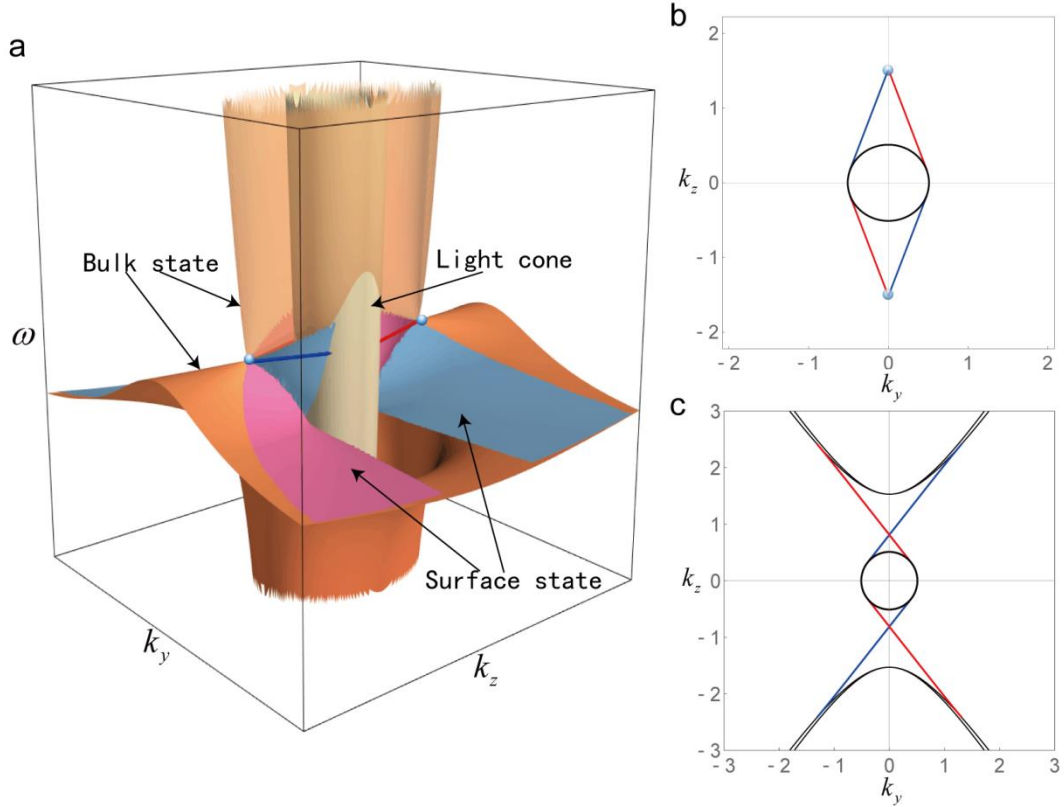 a
Bulk state
Light cone
ω
Surface state
k_y
k_z
b
2
1
k_z 0
- 1
- 2
- 2 - 1 0 1 2
k_y
c
3
2
1
k_z 0
- 1
- 2
- 3
- 3 - 2 - 1 0 1 2 3
k_y